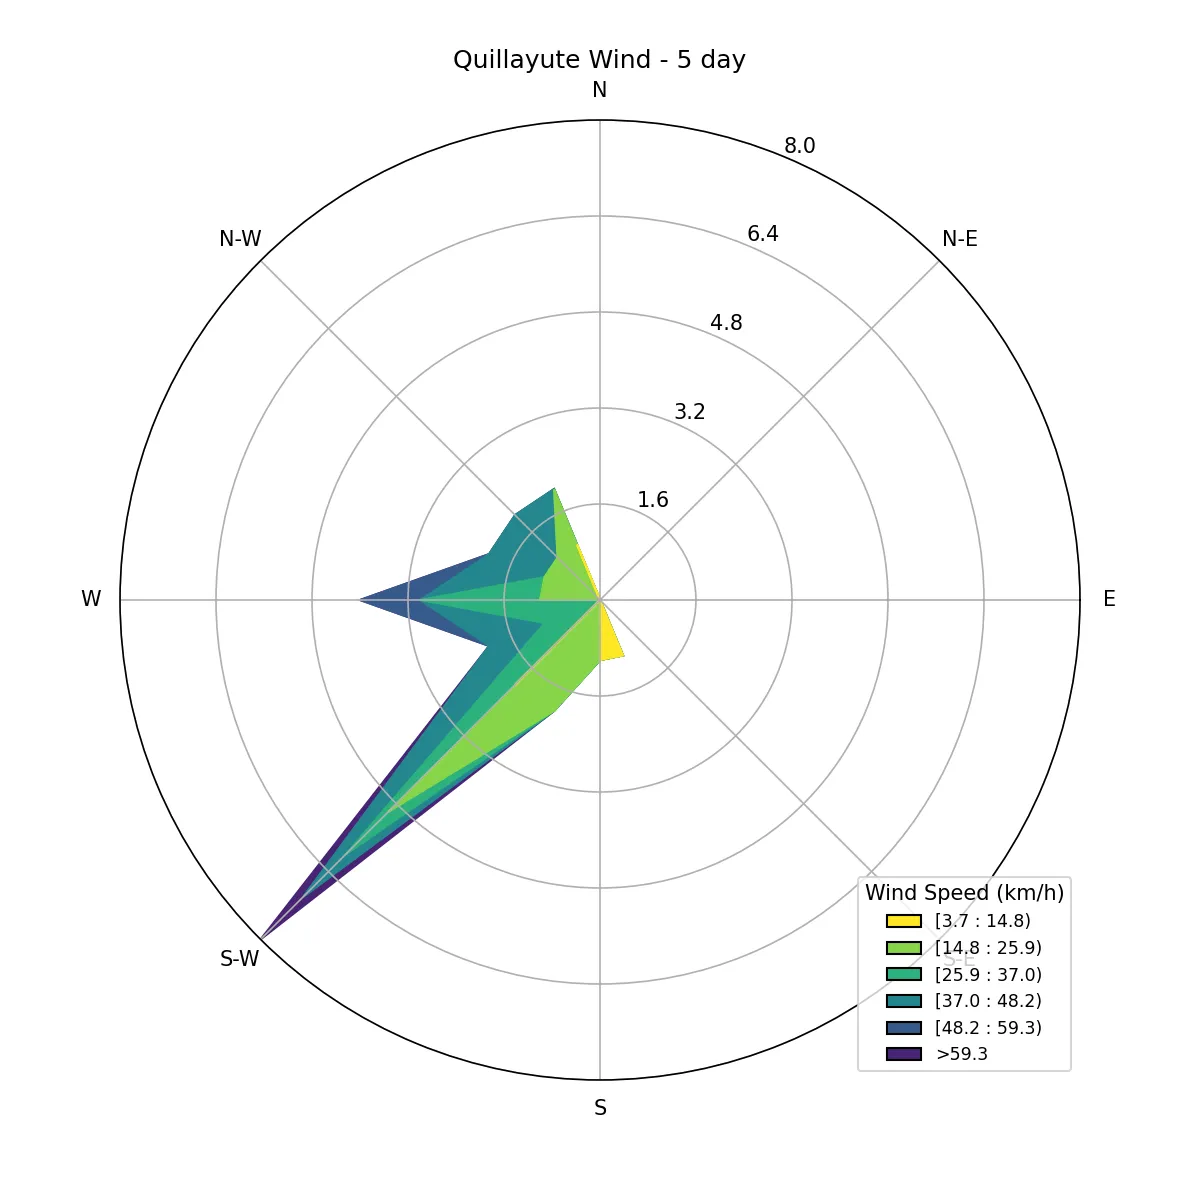 Quillayute Wind - 5 day
N
8.0
N-W
6.4
N-E
4.8
3.2
1.6
W
E
S-W
S-E
S
Wind Speed (km/h)
[3.7 : 14.8)
[14.8 : 25.9)
[25.9 : 37.0)
[37.0 : 48.2)
[48.2 : 59.3)
>59.3